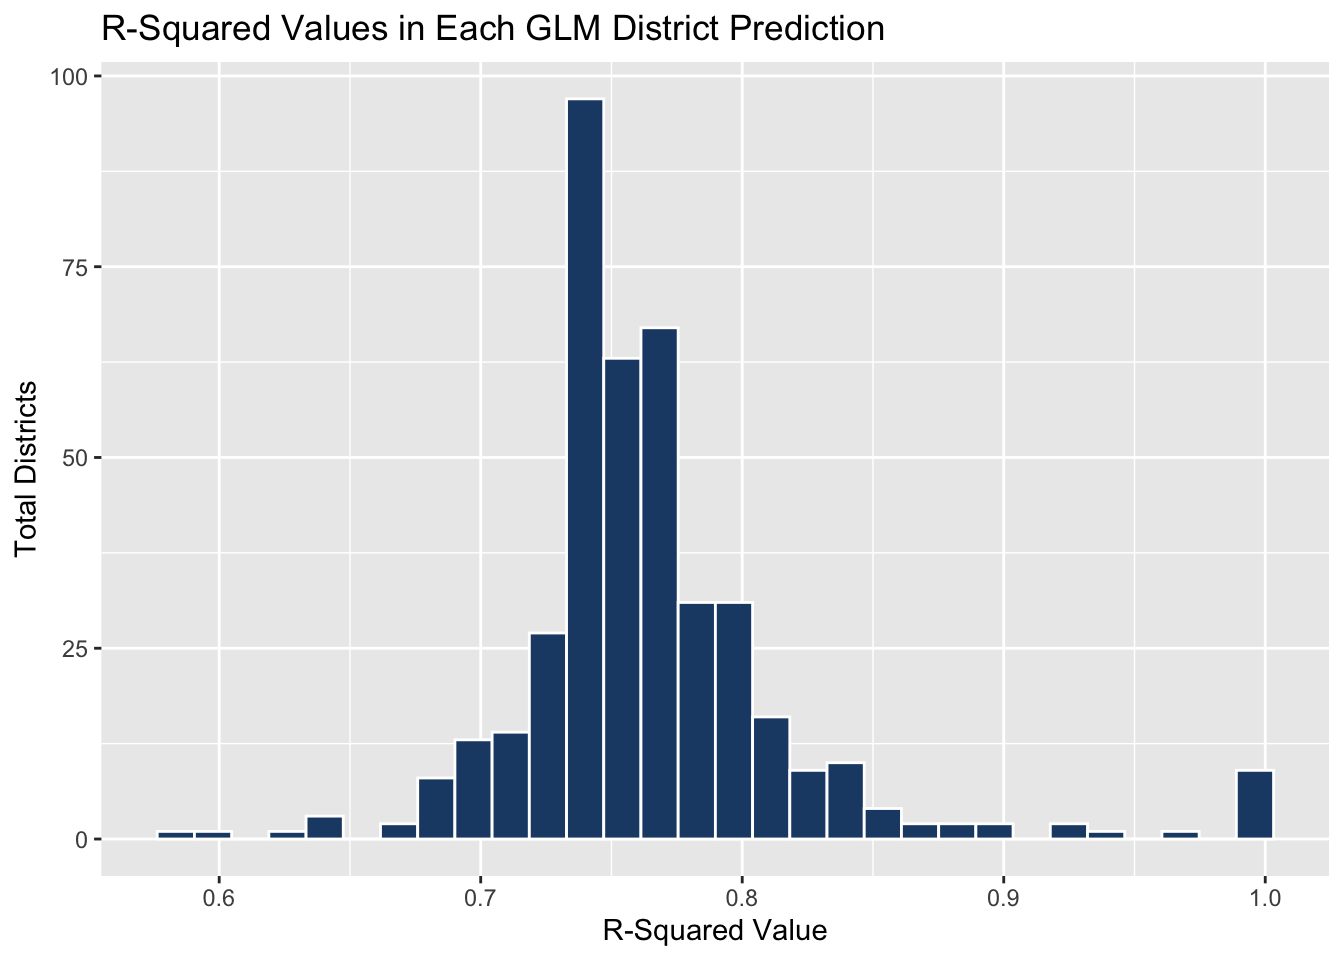 R-Squared Values in Each GLM District Prediction
100
75
50
25
0
Total Districts
0.6 0.7 0.8 0.9 1.0
R-Squared Value